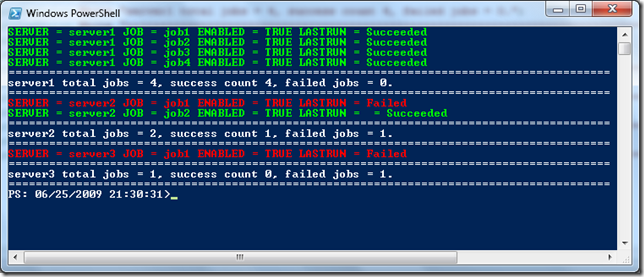 Windows PowerShell
SERVER = server1 JOB = job1 ENABLED = TRUE LASTRUN = Succeeded
SERVER = server1 JOB = job2 ENABLED = TRUE LASTRUN = Succeeded
SERVER = server1 JOB = job3 ENABLED = TRUE LASTRUN = Succeeded
SERVER = server1 JOB = job4 ENABLED = TRUE LASTRUN = Succeeded
================================================================================
server1 total jobs = 4, success count 4, failed jobs = 0.
================================================================================
SERVER = server2 JOB = job1 ENABLED = TRUE LASTRUN = Failed
SERVER = server2 JOB = job2 ENABLED = TRUE LASTRUN =  = Succeeded
================================================================================
server2 total jobs = 2, success count 1, failed jobs = 1.
================================================================================
SERVER = server3 JOB = job1 ENABLED = TRUE LASTRUN = Failed
================================================================================
server3 total jobs = 1, success count 0, failed jobs = 1.
================================================================================
PS: 06/25/2009 21:30:31>_